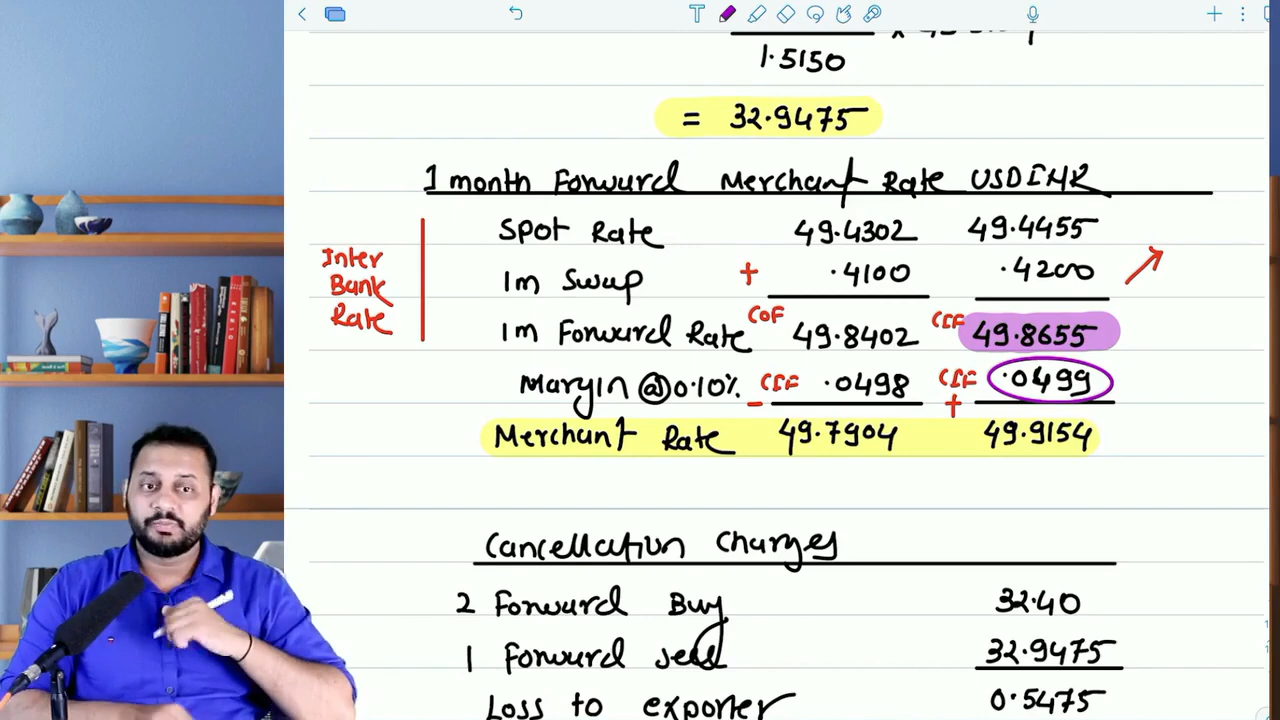 1.5150
= 32.9475
1 month Forward Merchant Rate USDINR
Inter Bank Rate
Spot Rate 49.4302 49.4455
1m Swap + .4100 .4200
1m Forward Rate COF 49.8402 CIF 49.8655
Margin @0.10% CIF - .0498 CIF + .0499
Merchant Rate 49.7904 49.9154
Cancellation Charges
2 Forward Buy 32.40
1 Forward sell 32.9475
Loss to exporter 0.5475